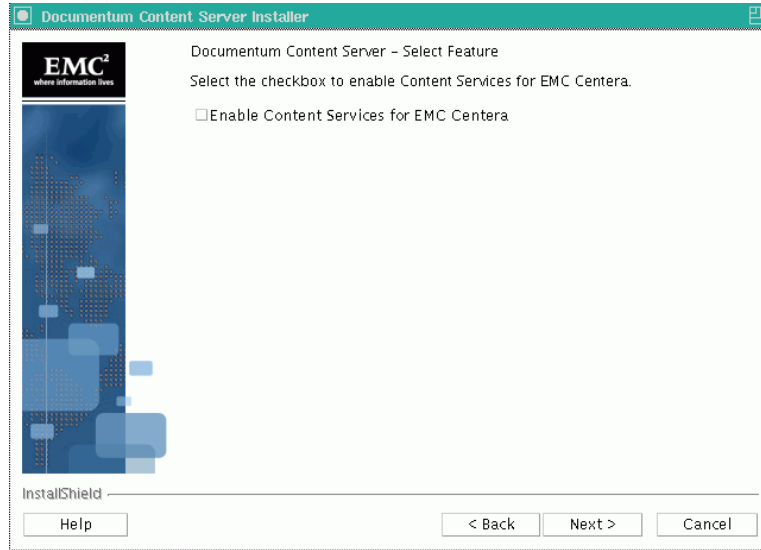 Documentum Content Server Installer
EMC²
where information lives
Documentum Content Server – Select Feature
Select the checkbox to enable Content Services for EMC Centera.
Enable Content Services for EMC Centera
InstallShield
Help
< Back
Next >
Cancel